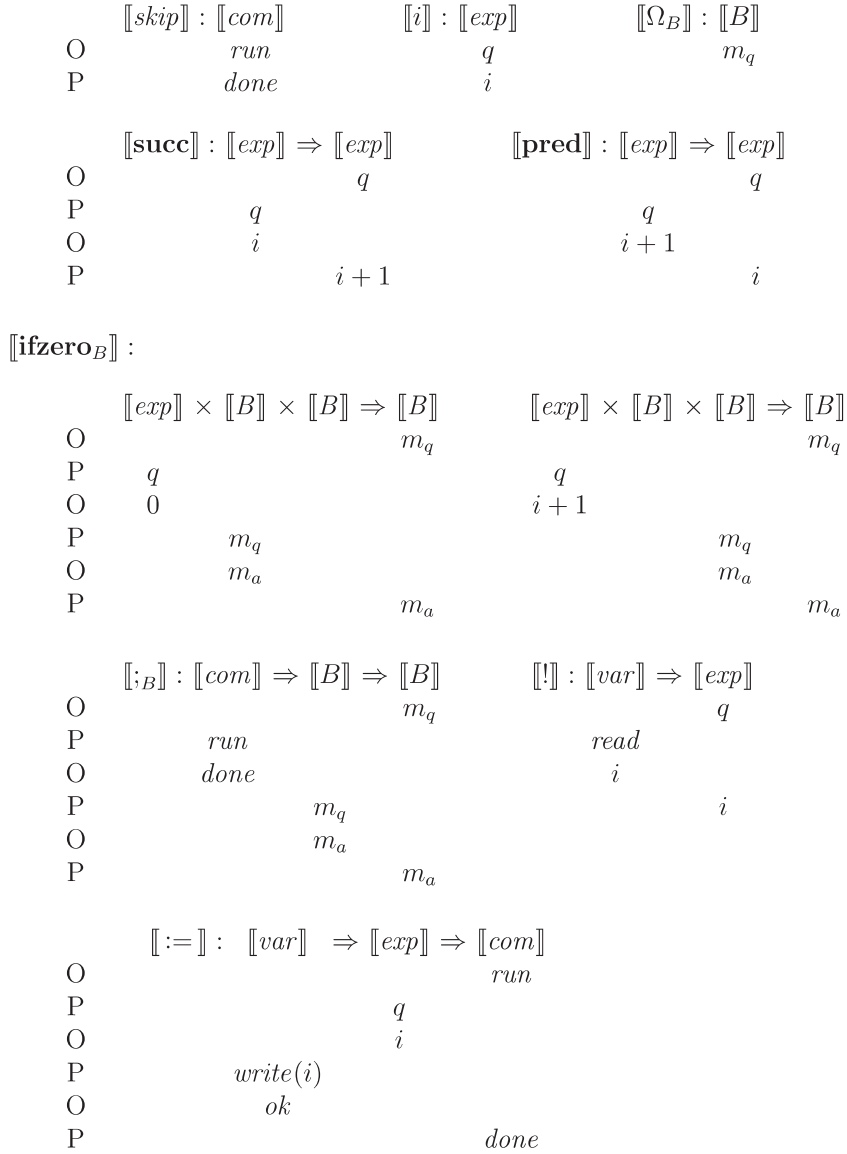 ⟦skip⟧ : ⟦com⟧ ⟦i⟧ : ⟦exp⟧ ⟦Ω_B⟧ : ⟦B⟧
O run q m_q
P done i
⟦succ⟧ : ⟦exp⟧ ⇒ ⟦exp⟧ ⟦pred⟧ : ⟦exp⟧ ⇒ ⟦exp⟧
O q q
P q q
O i i + 1
P i + 1 i
⟦ifzero_B⟧ :
⟦exp⟧ × ⟦B⟧ × ⟦B⟧ ⇒ ⟦B⟧ ⟦exp⟧ × ⟦B⟧ × ⟦B⟧ ⇒ ⟦B⟧
O m_q m_q
P q q
O 0 i + 1
P m_q m_q
O m_a m_a
P m_a m_a
⟦;_B⟧ : ⟦com⟧ ⇒ ⟦B⟧ ⇒ ⟦B⟧ ⟦!⟧ : ⟦var⟧ ⇒ ⟦exp⟧
O m_q q
P run read
O done i
P m_q i
O m_a
P m_a
⟦ := ⟧ : ⟦var⟧ ⇒ ⟦exp⟧ ⇒ ⟦com⟧
O run
P q
O i
P write(i)
O ok
P done